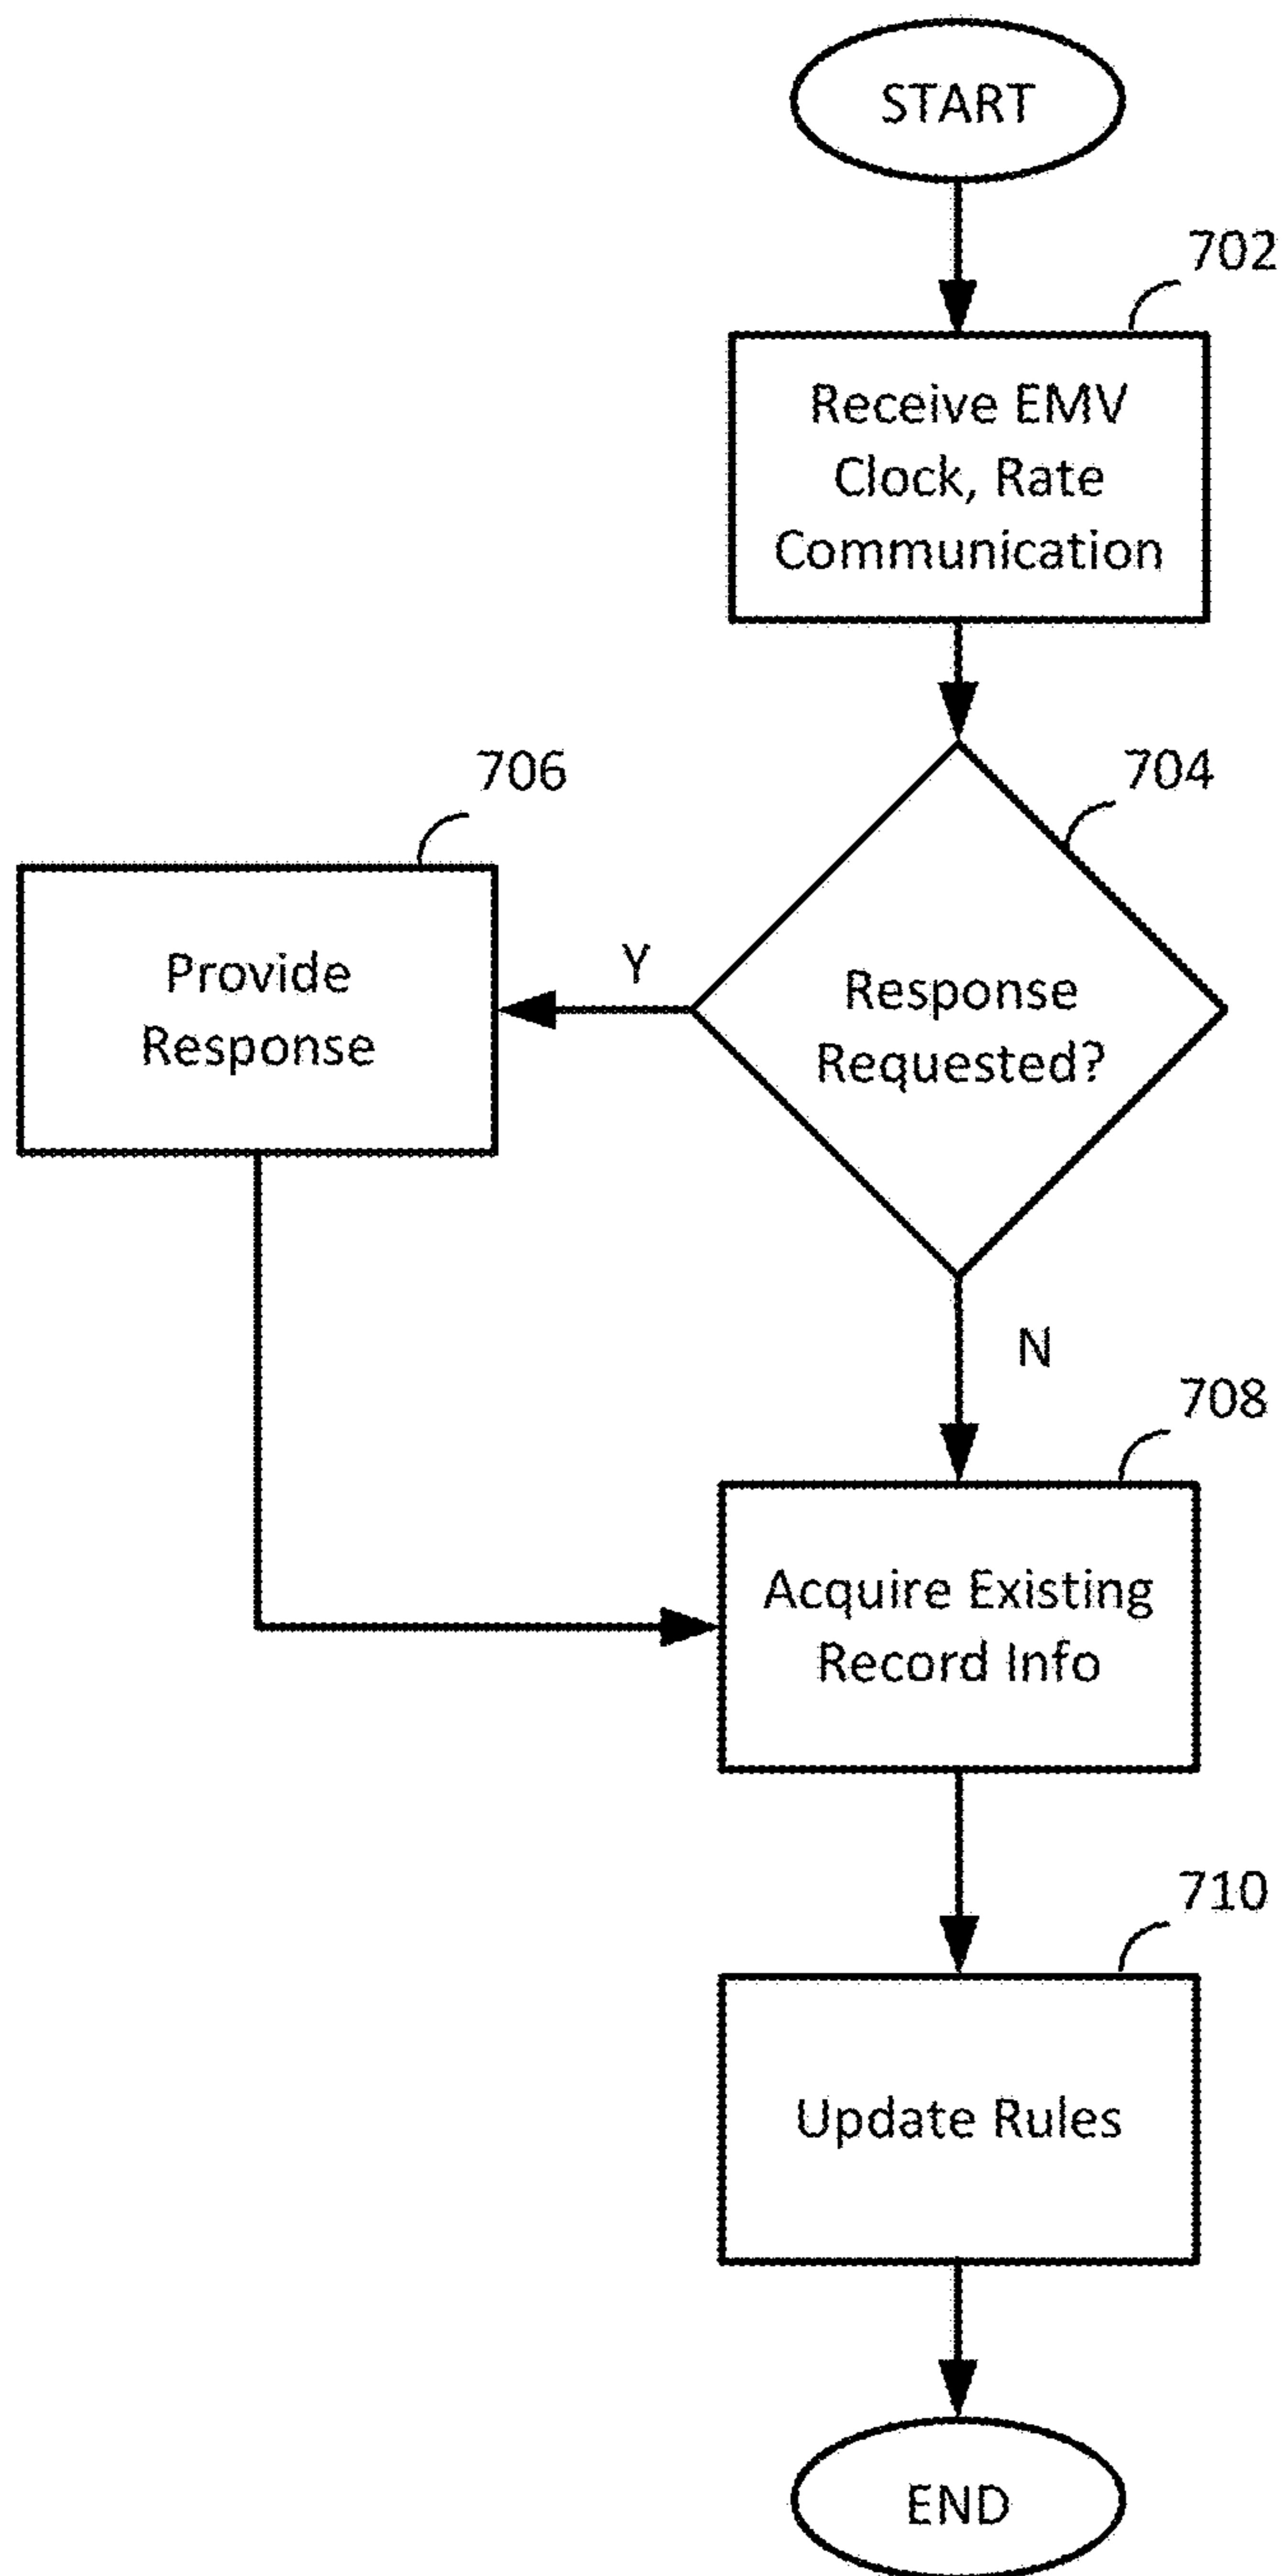 START
702
Receive EMV
Clock, Rate
Communication
704
706
Response
Requested?
Y
Provide
Response
N
708
Acquire Existing
Record Info
710
Update Rules
END